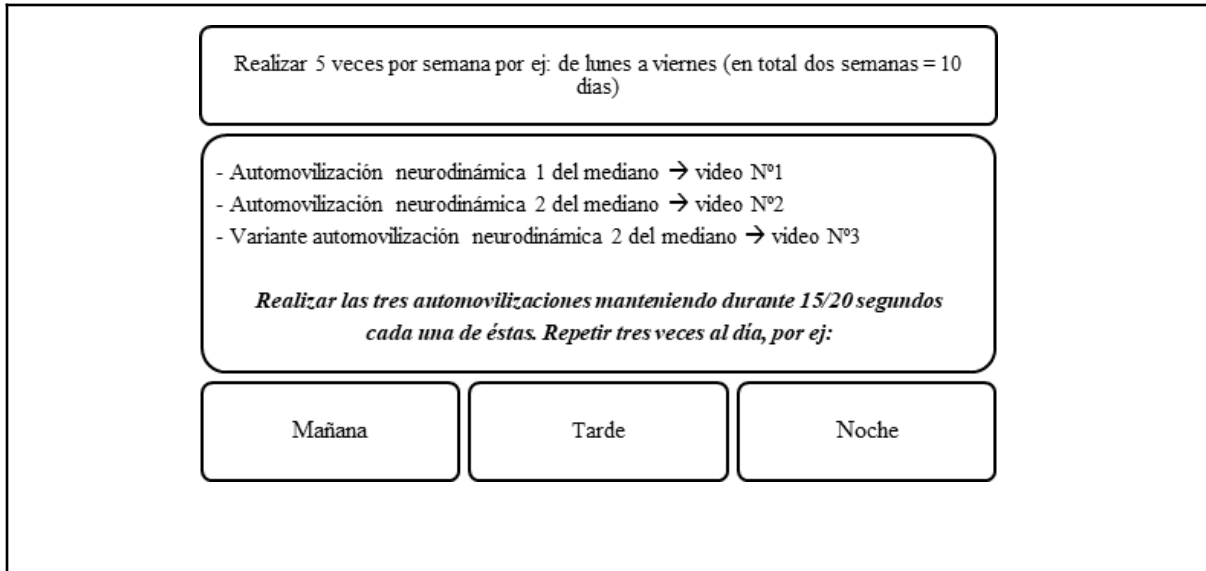 Realizar 5 veces por semana por ej: de lunes a viernes (en total dos semanas = 10
días)
- Automovilización neurodinámica 1 del mediano → video Nº1
- Automovilización neurodinámica 2 del mediano → video Nº2
- Variante automovilización neurodinámica 2 del mediano → video Nº3
Realizar las tres automovilizaciones manteniendo durante 15/20 segundos
cada una de éstas. Repetir tres veces al día, por ej:
Mañana
Tarde
Noche